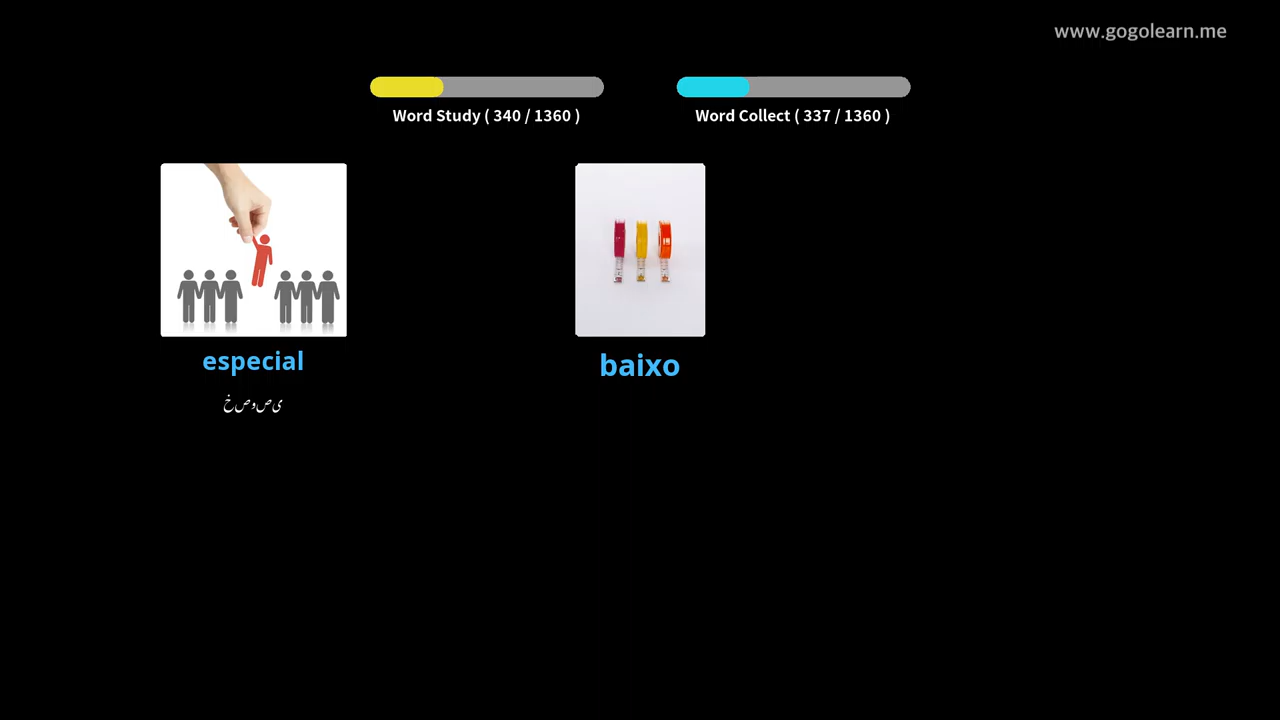 www.gogolearn.me
Word Study ( 340 / 1360 )
Word Collect ( 337 / 1360 )
especial
خصوصی
baixo